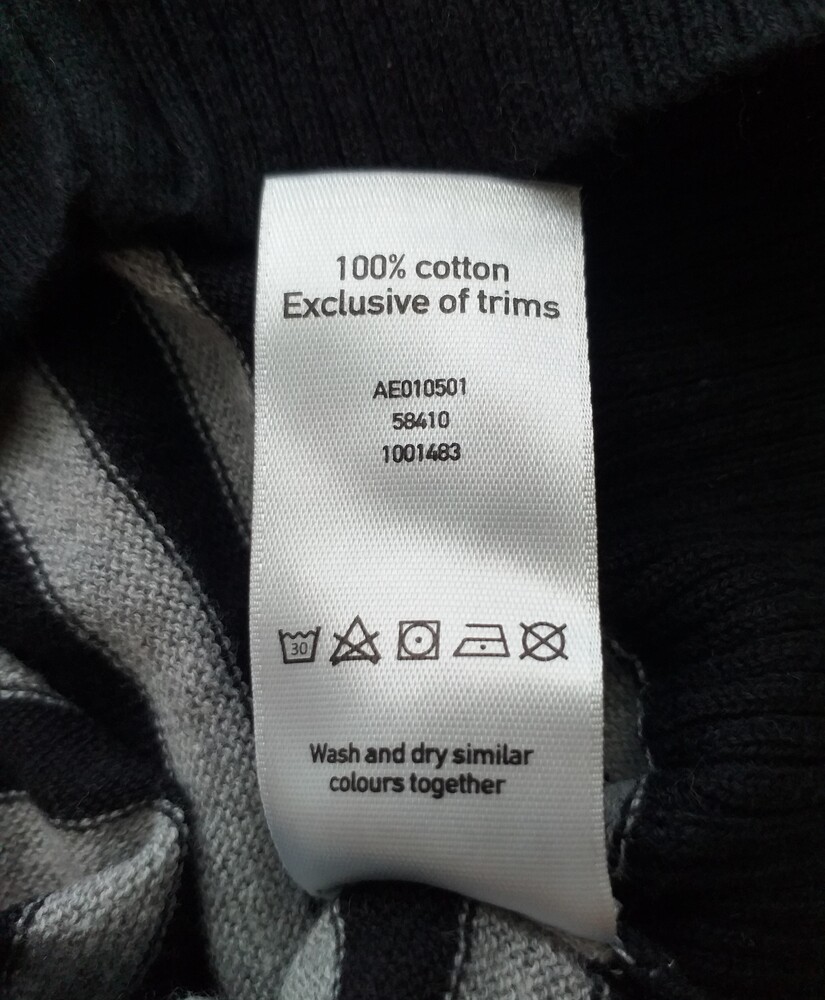 100% cotton
Exclusive of trims
AE010501
58410
1001483
30
Wash and dry similar
colours together